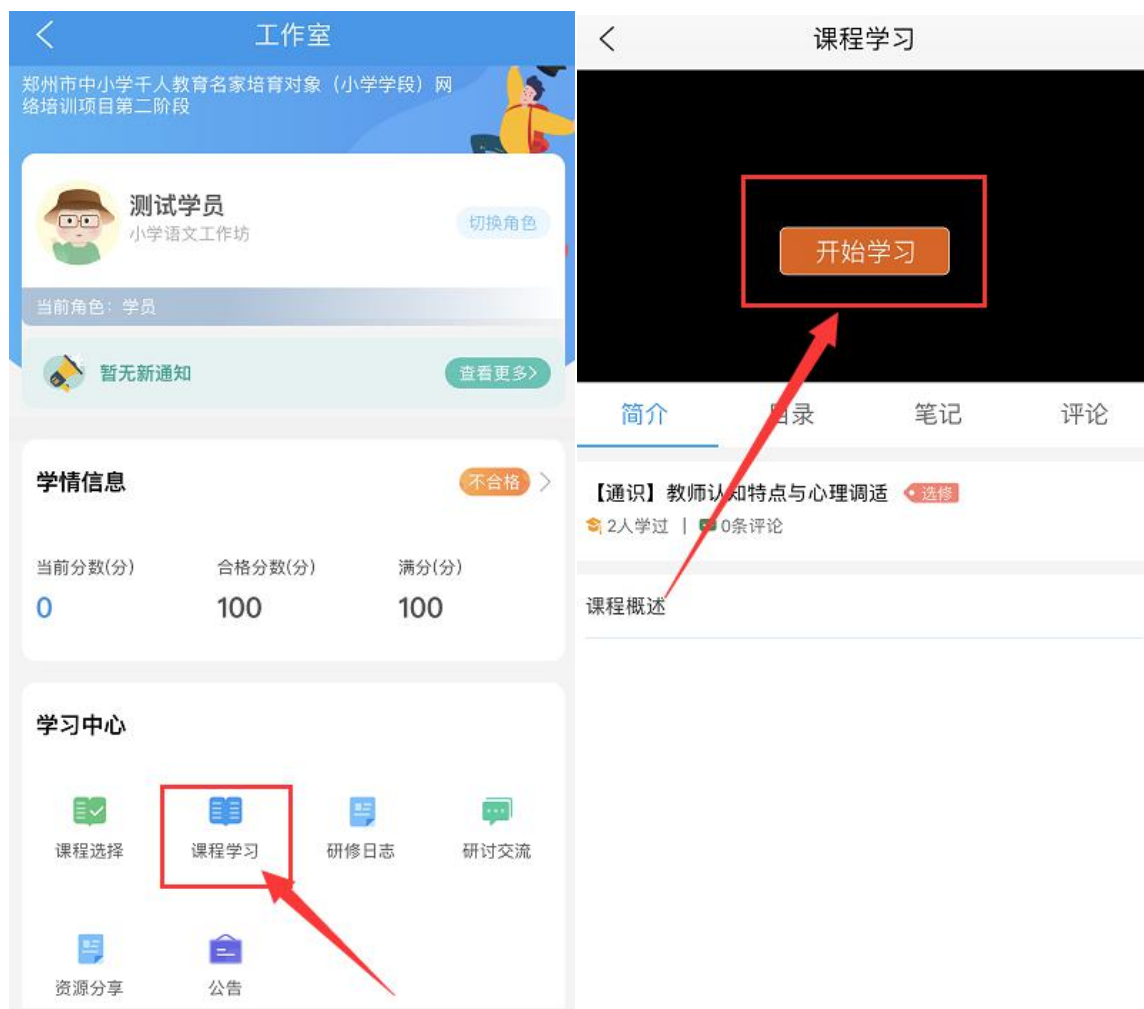 工作室
郑州市中小学千人教育名家培育对象（小学学段）网
络培训项目第二阶段
测试学员
小学语文工作坊
切换角色
当前角色：学员
暂无新通知
查看更多>
学情信息
不合格
当前分数(分) 合格分数(分) 满分(分)
0 100 100
学习中心
课程选择 课程学习 研修日志 研讨交流
资源分享 公告
课程学习
开始学习
简介 目录 笔记 评论
【通识】教师认知特点与心理调适 选修
2人学过 | 0条评论
课程概述